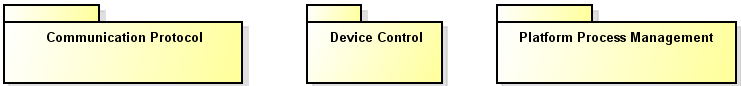 Communication Protocol
Device Control
Platform Process Management